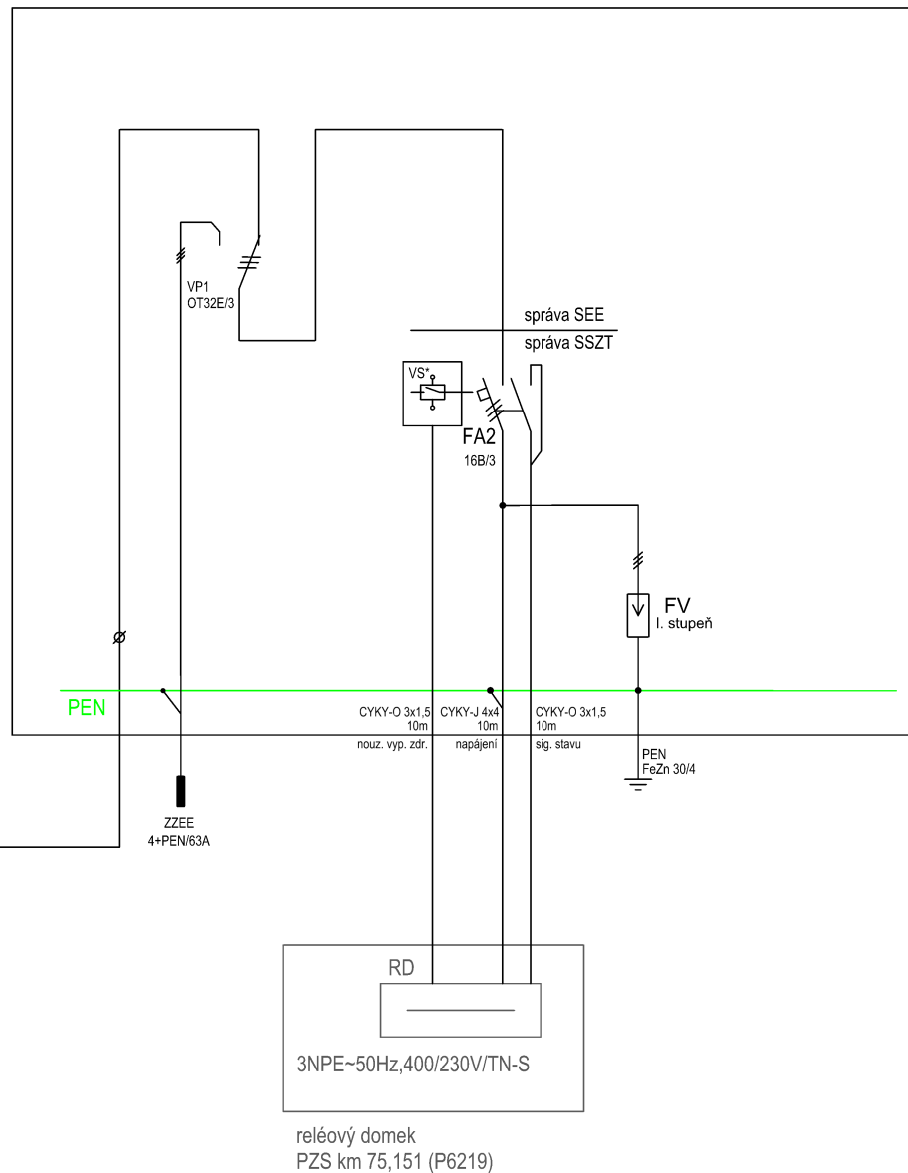 VP1
OT32E/3
správa SEE
správa SSZT
VS*
FA2
16B/3
FV
I. stupeň
PEN
CYKY-O 3x1,5
10m
nouz. vyp. zdr.
CYKY-J 4x4
10m
napájení
CYKY-O 3x1,5
10m
sig. stavu
PEN
FeZn 30/4
ZZEE
4+PEN/63A
RD
3NPE~50Hz,400/230V/TN-S
reléový domek
PZS km 75,151 (P6219)